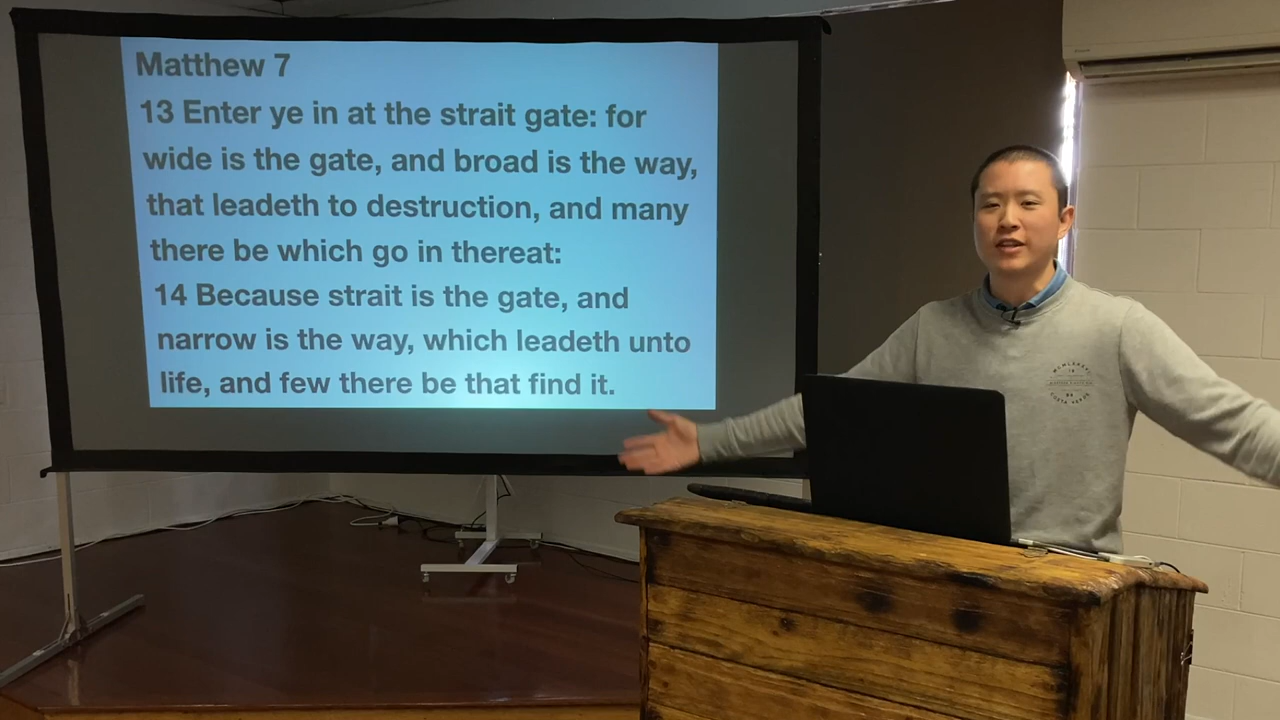 Matthew 7
13 Enter ye in at the strait gate: for
wide is the gate, and broad is the way,
that leadeth to destruction, and many
there be which go in thereat:
14 Because strait is the gate, and
narrow is the way, which leadeth unto
life, and few there be that find it.